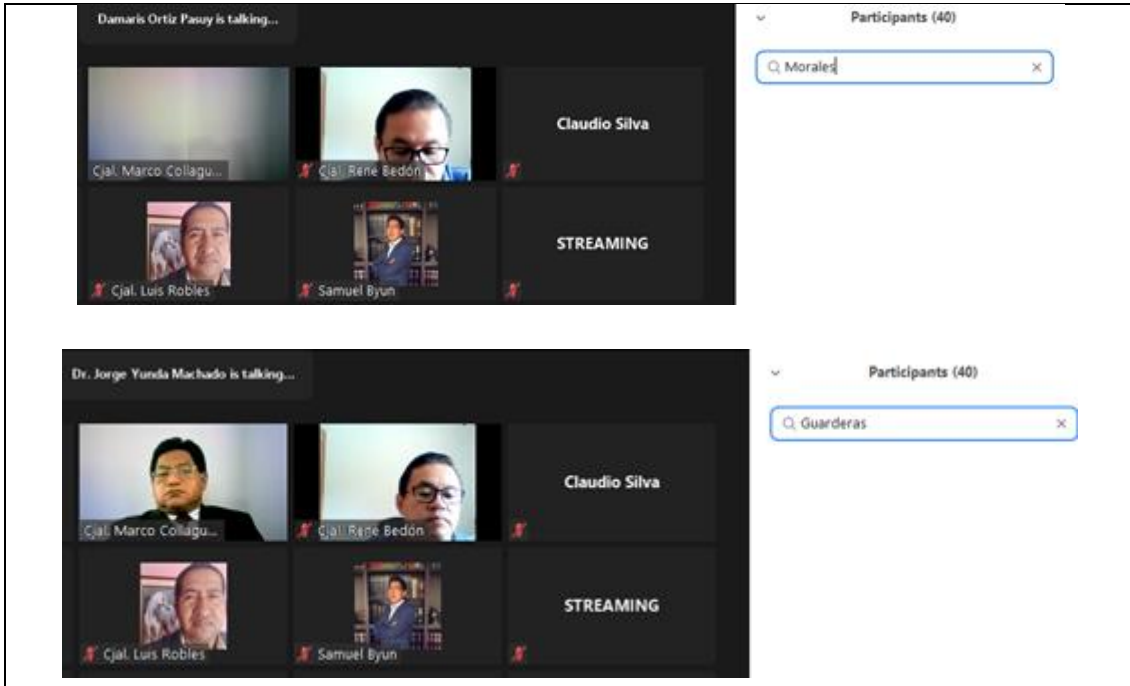 Damaris Ortiz Pasuy is talking...
Participants (40)
Morales
Claudio Silva
Cjal. Marco Collagu...
Cjal. Rene Bedón
STREAMING
Cjal. Luis Robles
Samuel Byun
Dr. Jorge Yunda Machado is talking...
Participants (40)
Guarderas
Claudio Silva
Cjal. Marco Collagu...
Cjal. Rene Bedón
STREAMING
Cjal. Luis Robles
Samuel Byun